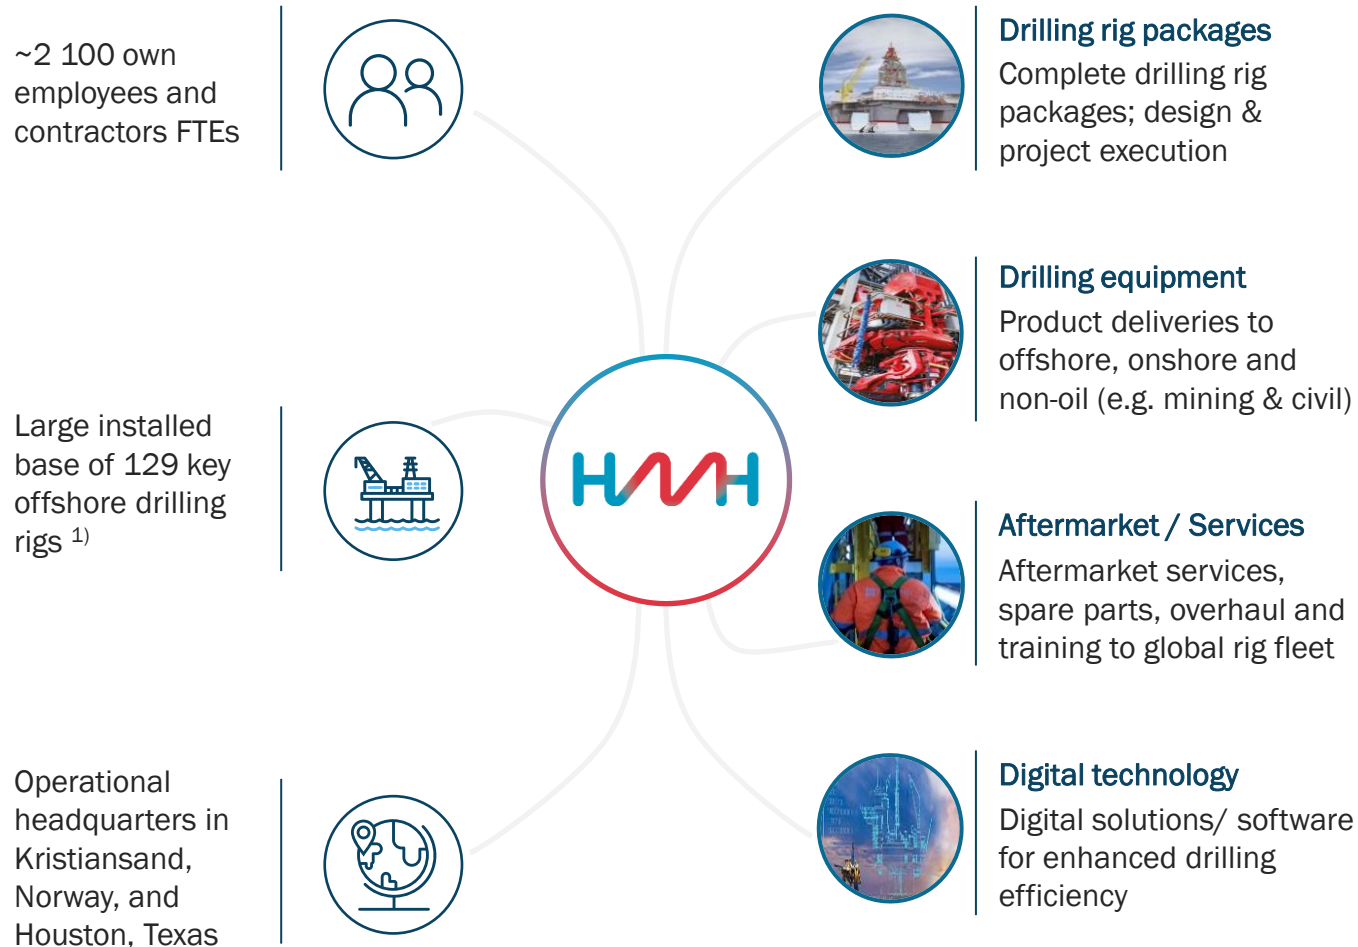 ~2 100 own
employees and
contractors FTEs
Large installed
base of 129 key
offshore drilling
rigs 1)
Operational
headquarters in
Kristiansand,
Norway, and
Houston, Texas
HMH
Drilling rig packages
Complete drilling rig
packages; design &
project execution
Drilling equipment
Product deliveries to
offshore, onshore and
non-oil (e.g. mining & civil)
Aftermarket / Services
Aftermarket services,
spare parts, overhaul and
training to global rig fleet
Digital technology
Digital solutions/ software
for enhanced drilling
efficiency